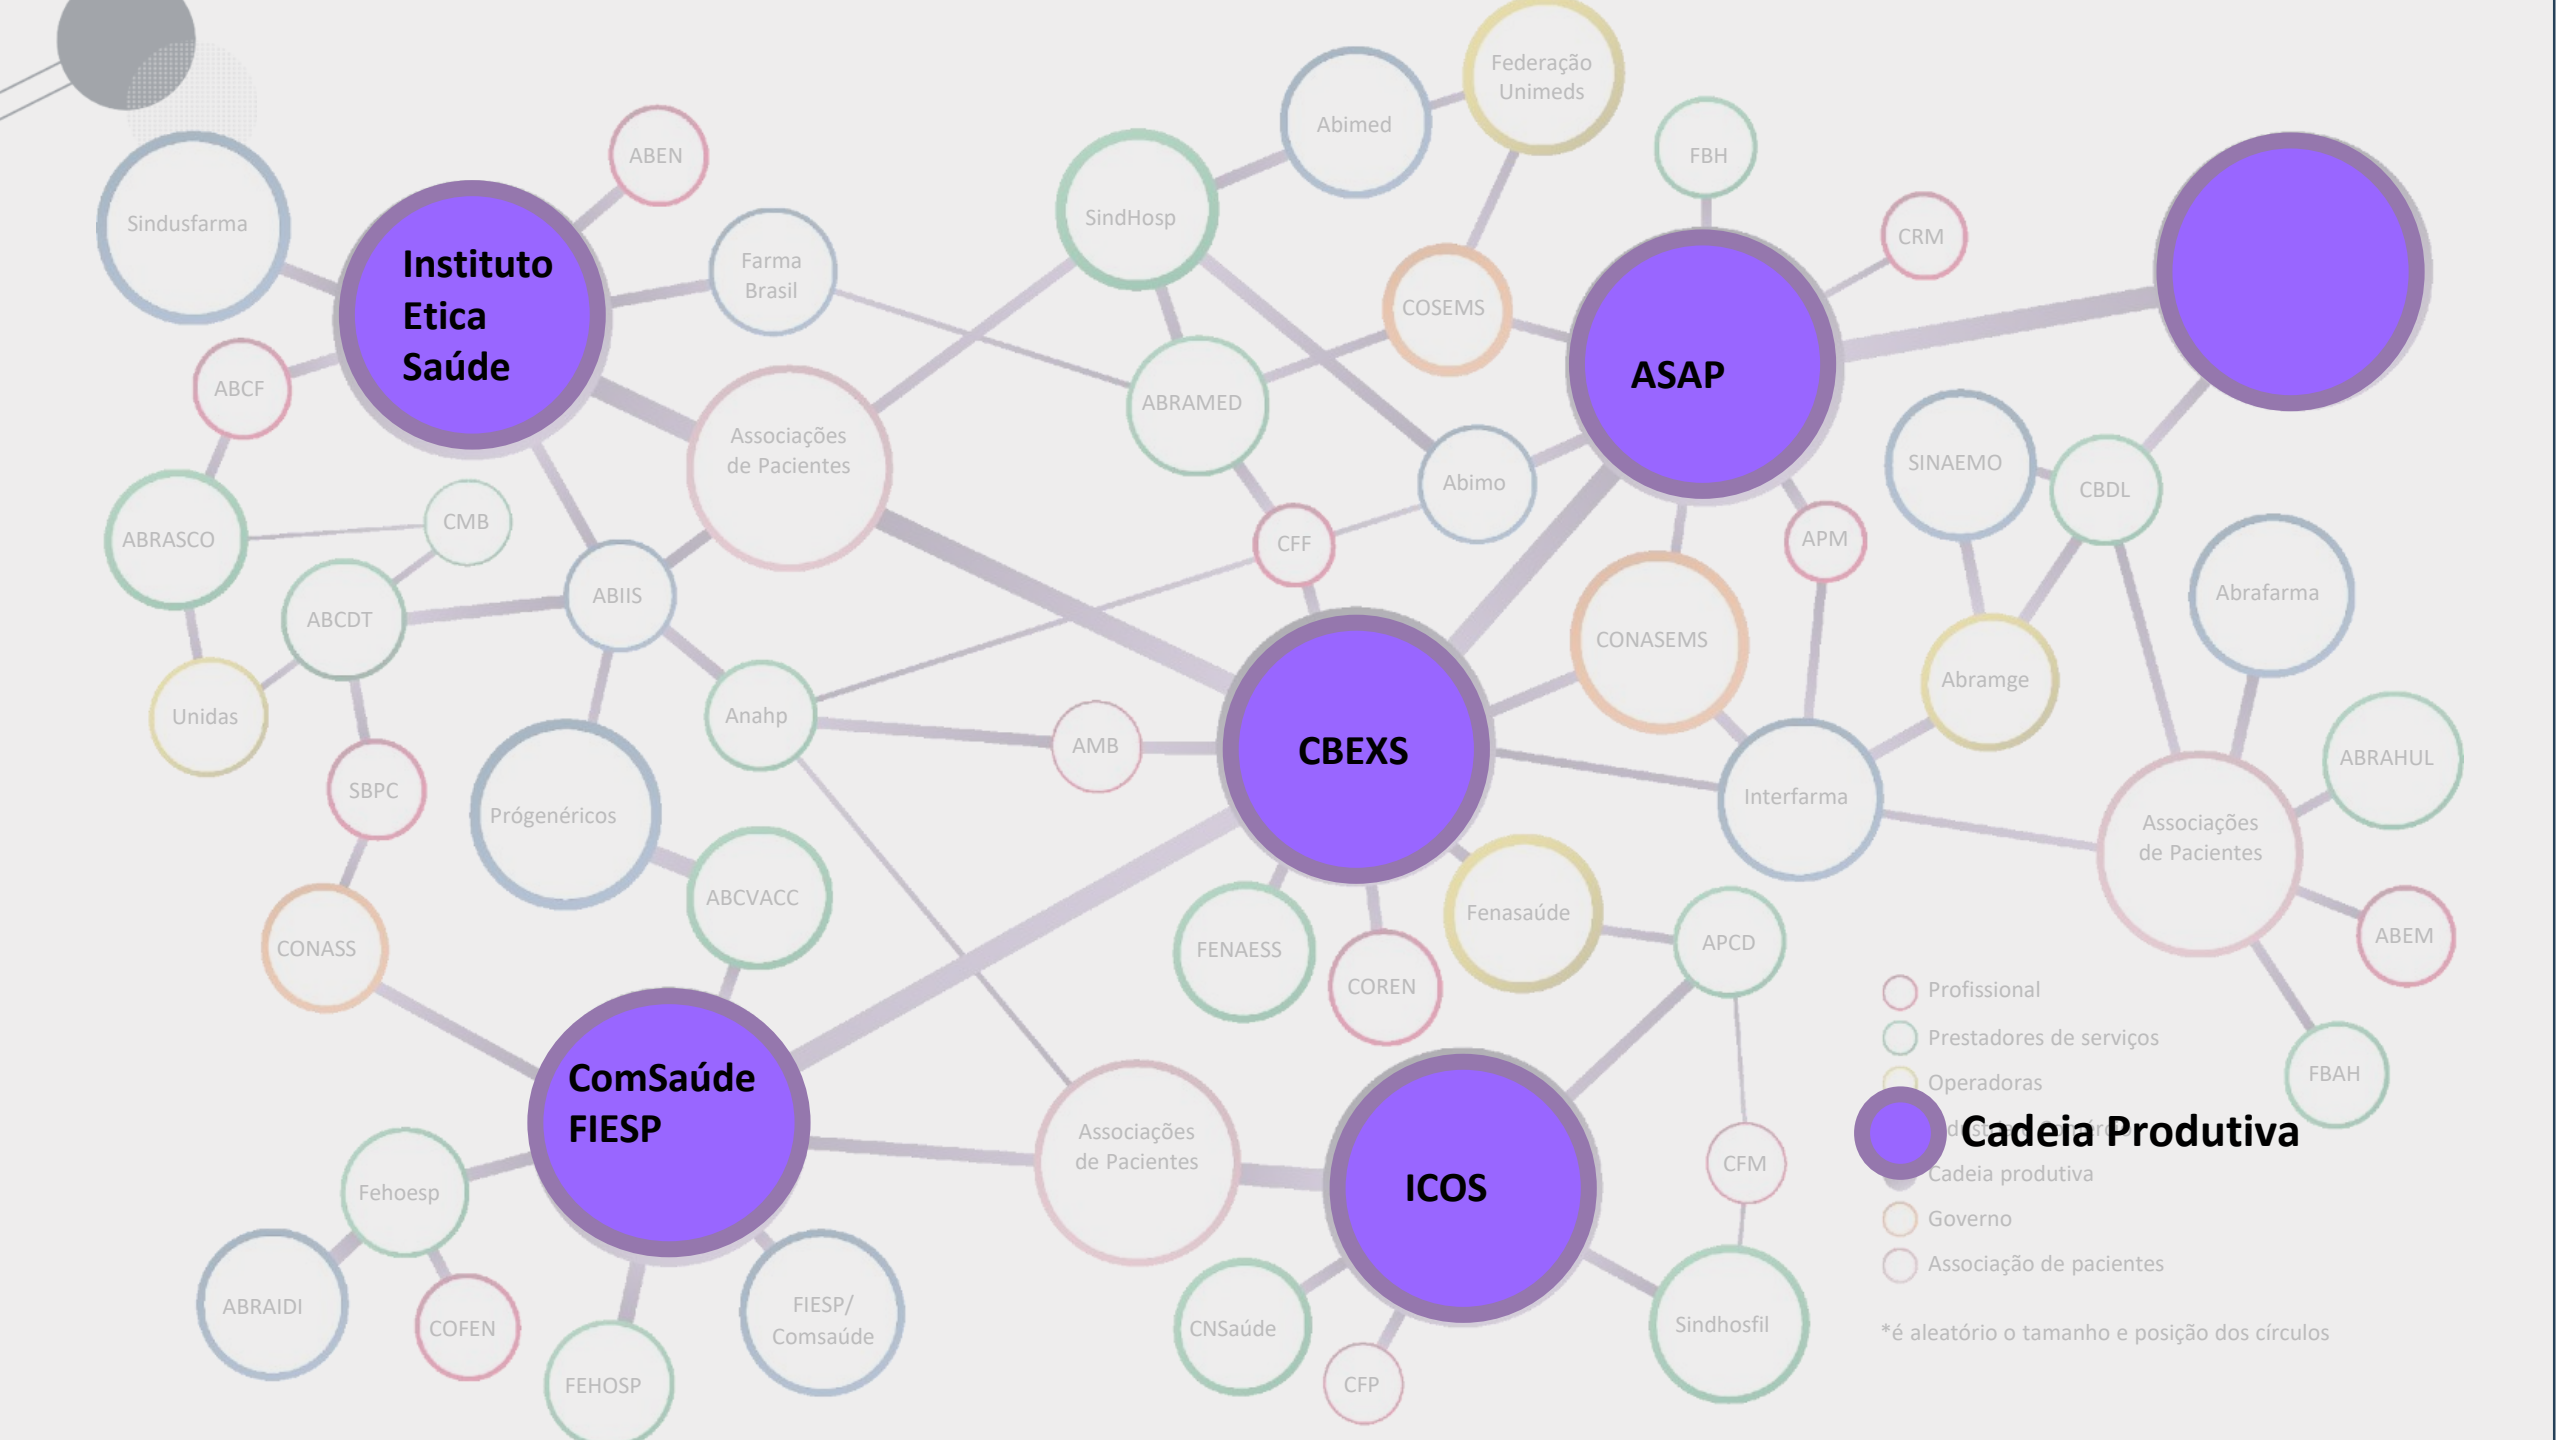 Federação
Unimeds
Abimed
ABEN
FBH
Sindusfarma
SindHosp
CRM
Instituto
Etica
Saúde
Farma
Brasil
COSEMS
ASAP
ABCF
ABRAMED
Associações
de Pacientes
Abimo
SINAEMO
CBDL
CMB
ABRASCO
CFF
APM
ABIIS
Abrafarma
ABCDT
CONASEMS
Abramge
Unidas
Anahp
AMB
CBEXS
ABRAHUL
SBPC
Prógenéricos
Interfarma
Associações
de Pacientes
ABCVACC
Fenasaúde
APCD
ABEM
CONASS
FENAESS
COREN
Profissional
Prestadores de serviços
FBAH
Operadoras
ComSaúde
FIESP
Cadeia Produtiva
Associações
de Pacientes
CFM
Cadeia produtiva
Fehoesp
ICOS
Governo
Associação de pacientes
ABRAIDI
COFEN
FIESP/
Comsaúde
CNSaúde
Sindhosfil
*é aleatório o tamanho e posição dos círculos
FEHOSP
CFP